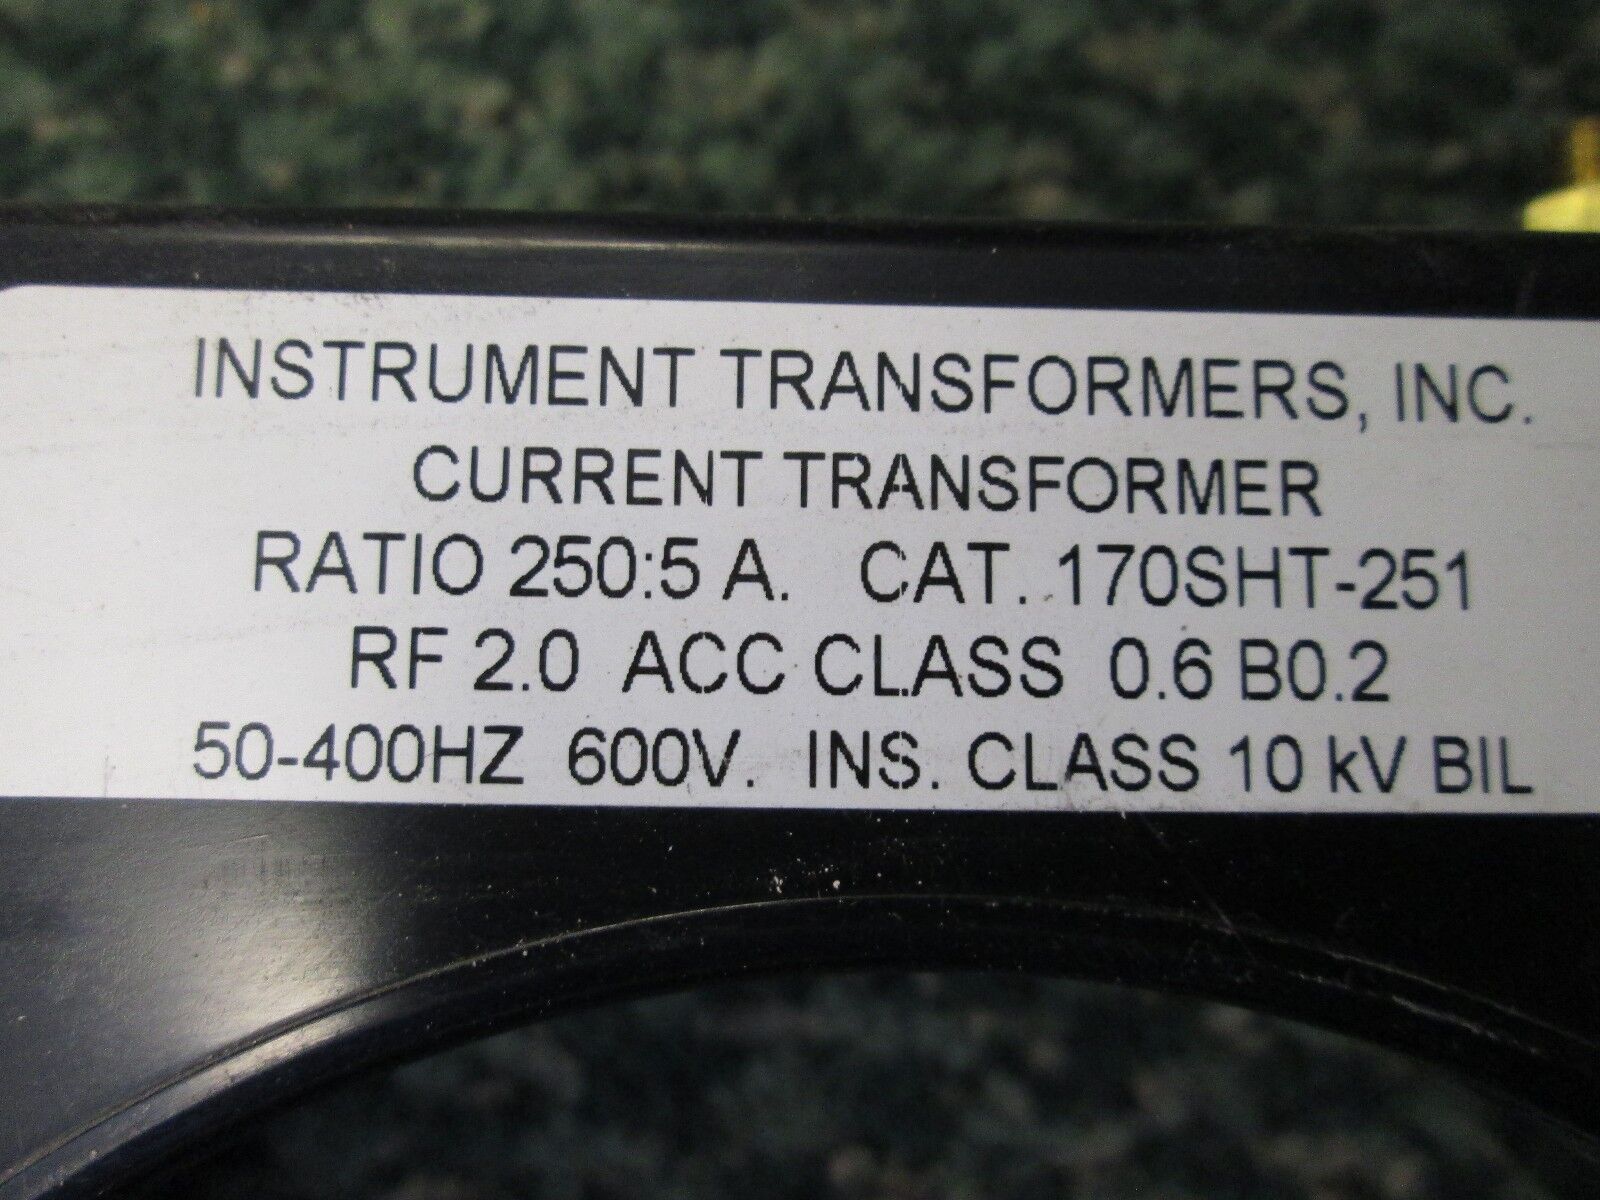 INSTRUMENT TRANSFORMERS, INC.
CURRENT TRANSFORMER
RATIO 250:5 A. CAT. 170SHT-251
RF 2.0 ACC CLASS 0.6 B0.2
50-400HZ 600V. INS. CLASS 10 kV BIL